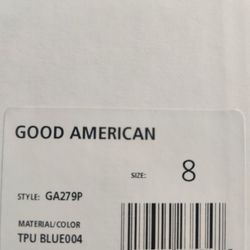 GOOD AMERICAN
SIZE: 8
STYLE: GA279P
MATERIAL/COLOR
TPU BLUE004